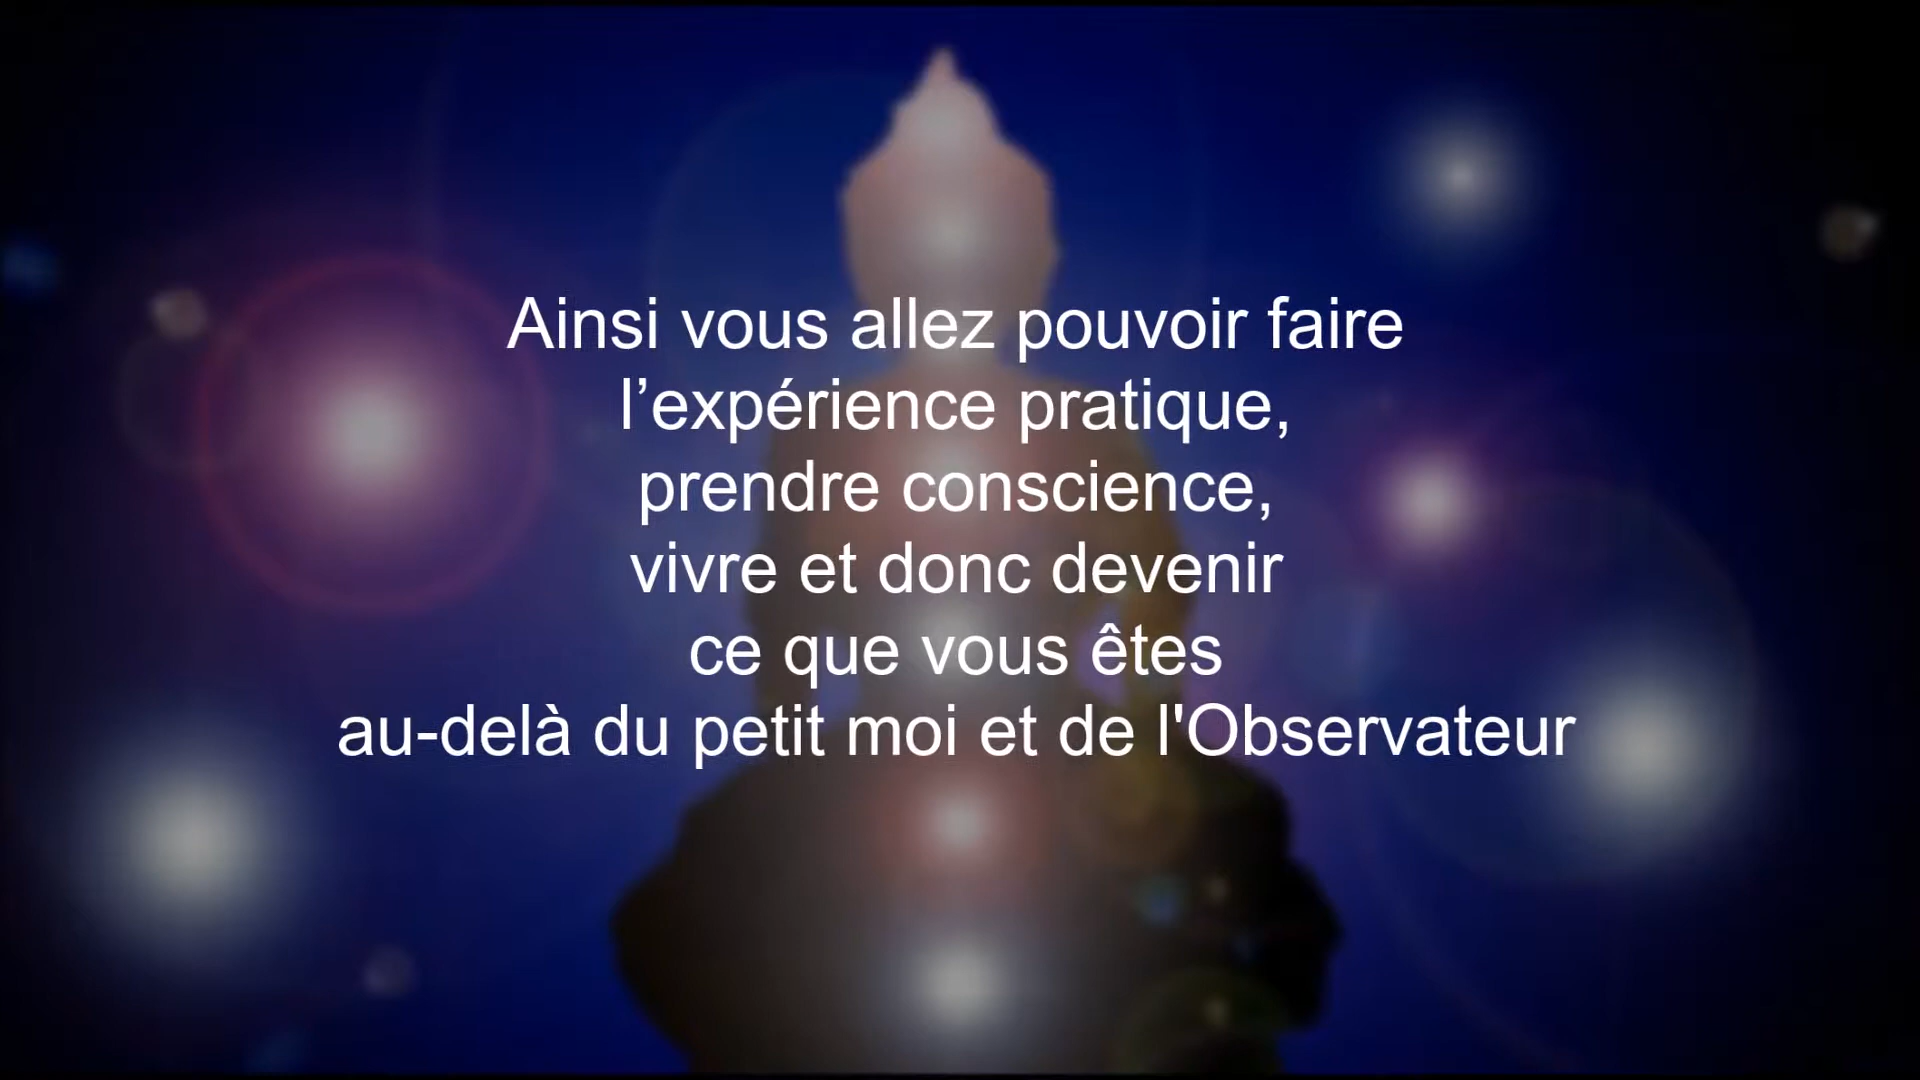 Ainsi vous allez pouvoir faire
l’expérience pratique,
prendre conscience,
vivre et donc devenir
ce que vous êtes
au-delà du petit moi et de l'Observateur